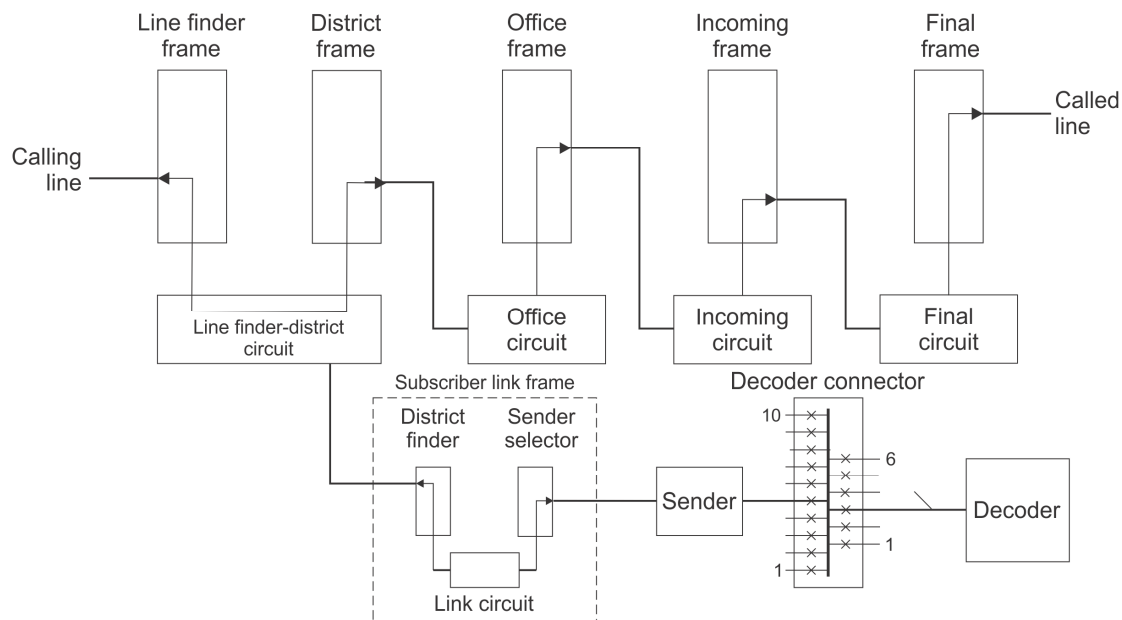 Line finder
frame
District
frame
Office
frame
Incoming
frame
Final
frame
Calling
line
Called
line
Line finder-district
circuit
Office
circuit
Incoming
circuit
Final
circuit
Subscriber link frame
District
finder
Sender
selector
Link circuit
Sender
Decoder connector
10
1
6
1
Decoder